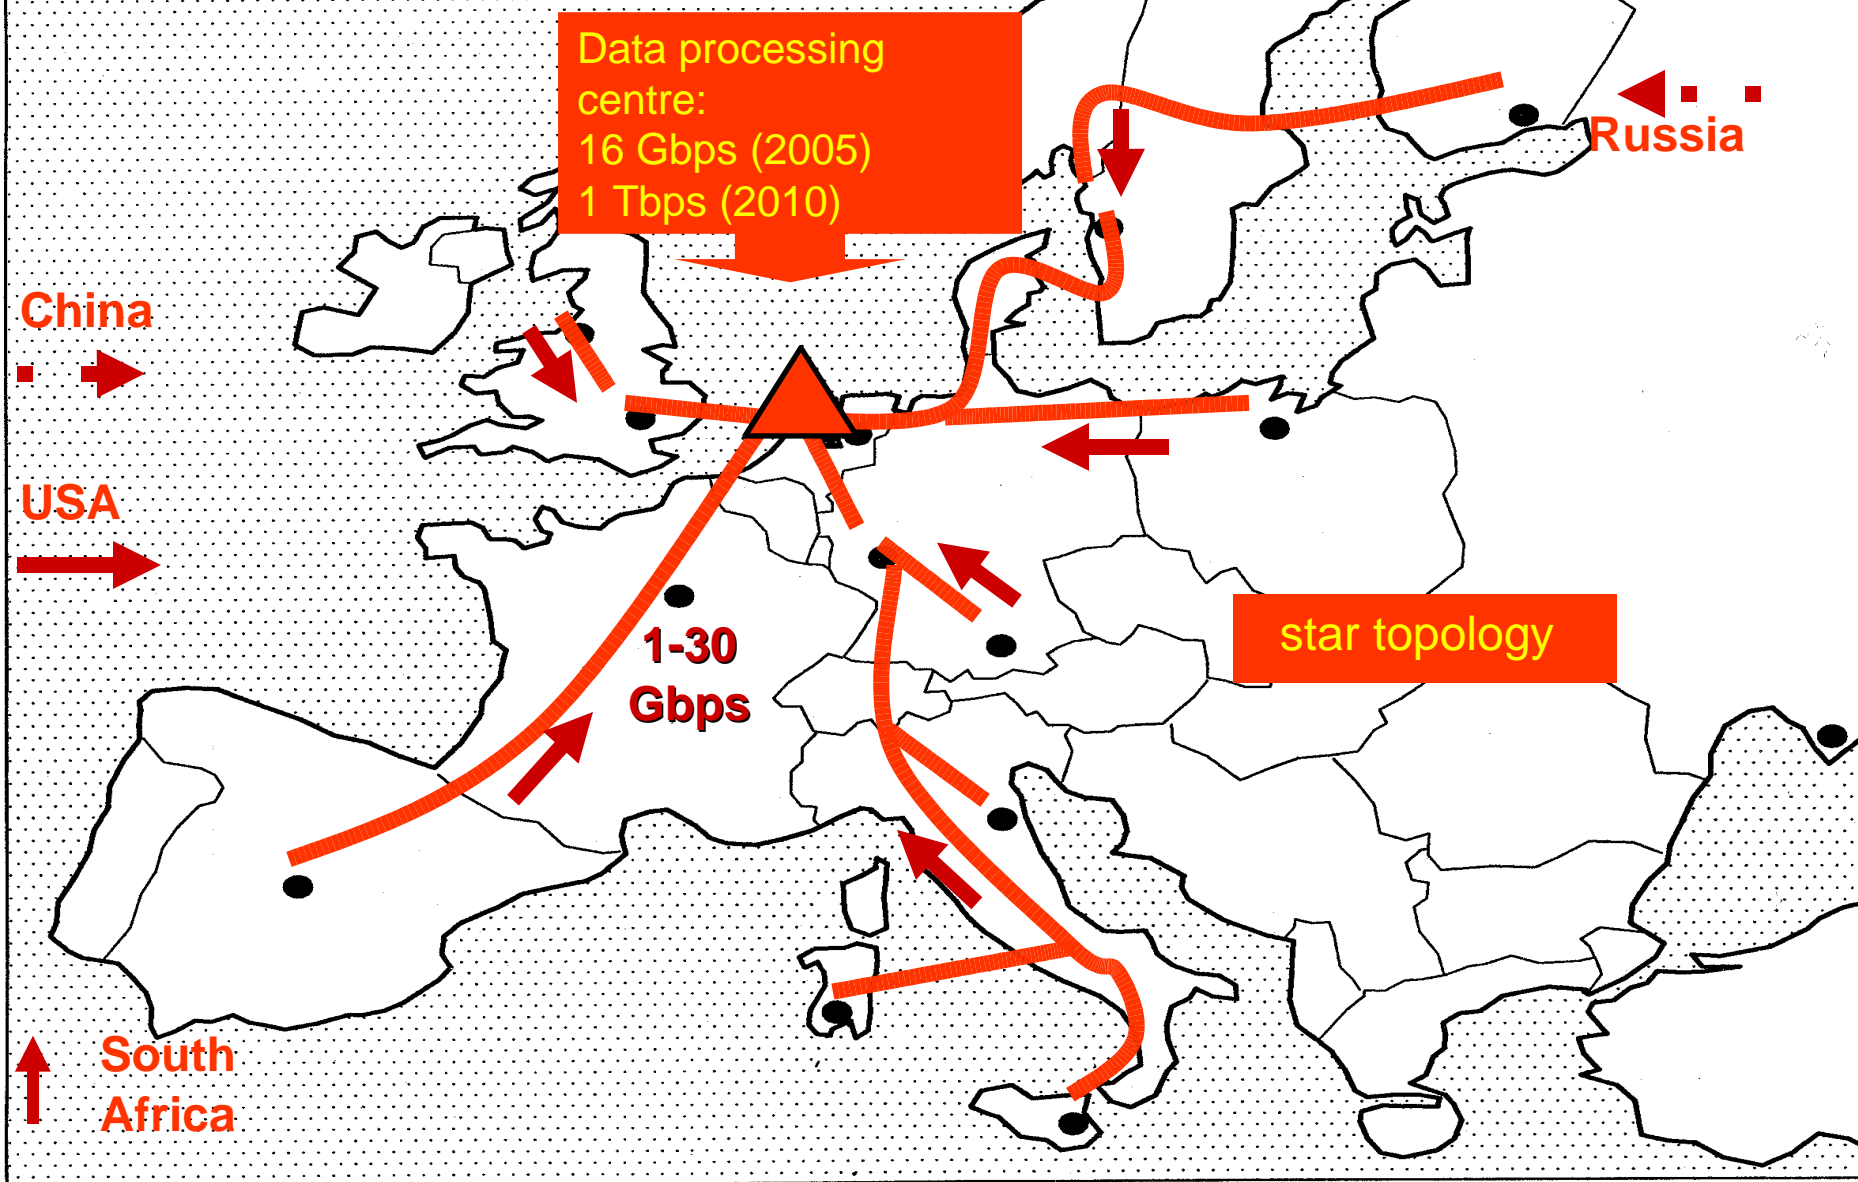 Data processing
centre:
16 Gbps (2005)
1 Tbps (2010)
Russia
China
USA
star topology
1-30
Gbps
South
Africa